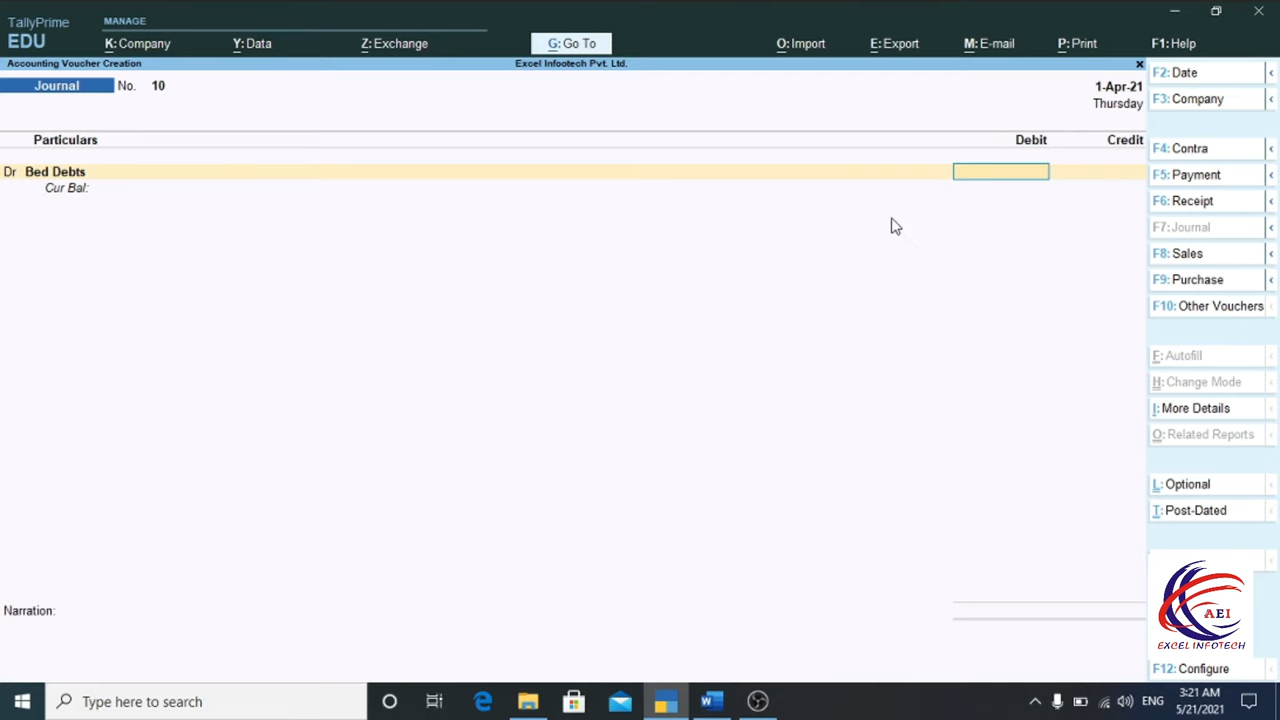 TallyPrime
EDU
MANAGE
K: Company
Y: Data
Z: Exchange
G: Go To
O: Import
E: Export
M: E-mail
P: Print
F1: Help
Accounting Voucher Creation
Excel Infotech Pvt. Ltd.
Journal No. 10
1-Apr-21
Thursday
Particulars
Debit
Credit
Dr Bed Debts
Cur Bal:
Narration:
F2: Date
F3: Company
F4: Contra
F5: Payment
F6: Receipt
F7: Journal
F8: Sales
F9: Purchase
F10: Other Vouchers
F: Autofill
H: Change Mode
I: More Details
O: Related Reports
L: Optional
T: Post-Dated
AEI
EXCEL INFOTECH
F12: Configure
Type here to search
ENG
3:21 AM
5/21/2021